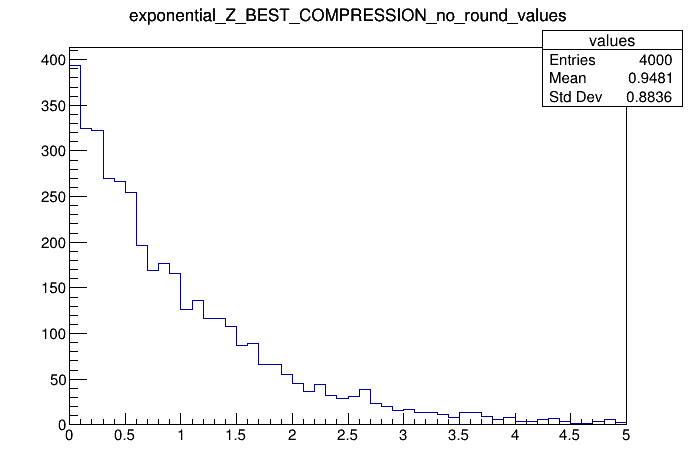 exponential_Z_BEST_COMPRESSION_no_round_values
values
Entries 4000
Mean 0.9481
Std Dev 0.8836
400
350
300
250
200
150
100
50
0
0 0.5 1 1.5 2 2.5 3 3.5 4 4.5 5